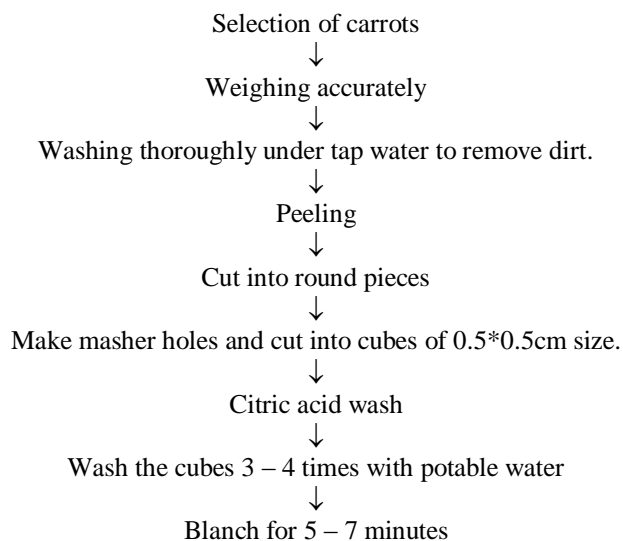 Selection of carrots
↓
Weighing accurately
↓
Washing thoroughly under tap water to remove dirt.
↓
Peeling
↓
Cut into round pieces
↓
Make masher holes and cut into cubes of 0.5*0.5cm size.
↓
Citric acid wash
↓
Wash the cubes 3 – 4 times with potable water
↓
Blanch for 5 – 7 minutes